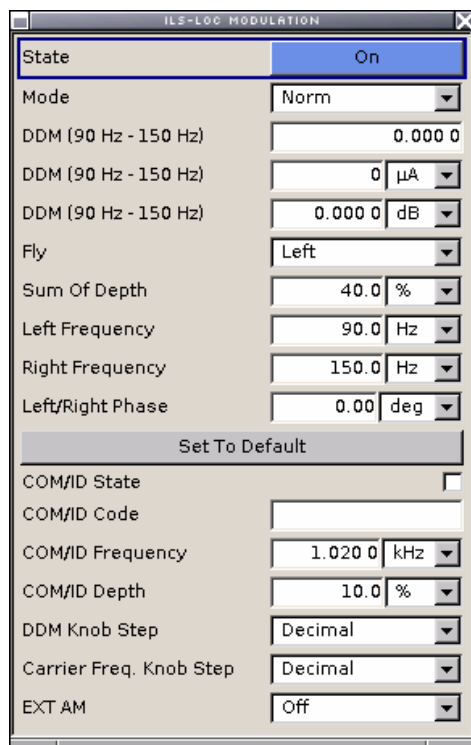 ILS-LOC MODULATION
State On
Mode Norm
DDM (90 Hz - 150 Hz) 0.000 0
DDM (90 Hz - 150 Hz) 0 µA
DDM (90 Hz - 150 Hz) 0.000 0 dB
Fly Left
Sum Of Depth 40.0 %
Left Frequency 90.0 Hz
Right Frequency 150.0 Hz
Left/Right Phase 0.00 deg
Set To Default
COM/ID State
COM/ID Code
COM/ID Frequency 1.020 0 kHz
COM/ID Depth 10.0 %
DDM Knob Step Decimal
Carrier Freq. Knob Step Decimal
EXT AM Off